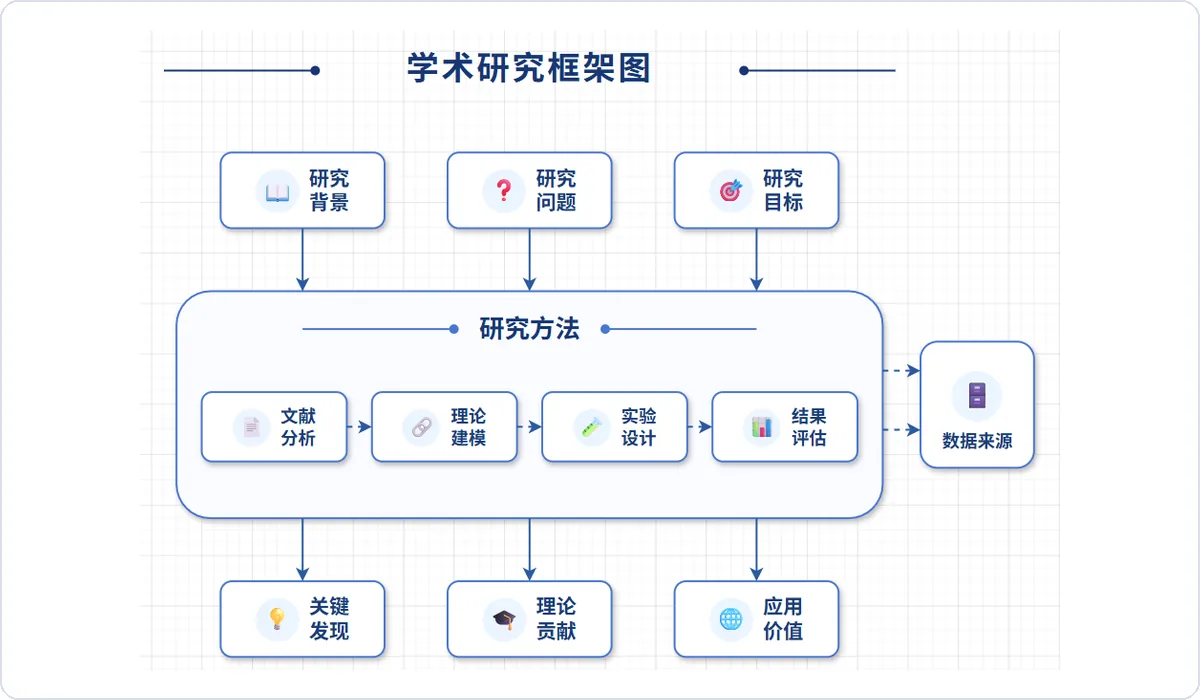 学术研究框架图
研究
背景
研究
问题
研究
目标
研究方法
文献
分析
理论
建模
实验
设计
结果
评估
数据来源
关键
发现
理论
贡献
应用
价值